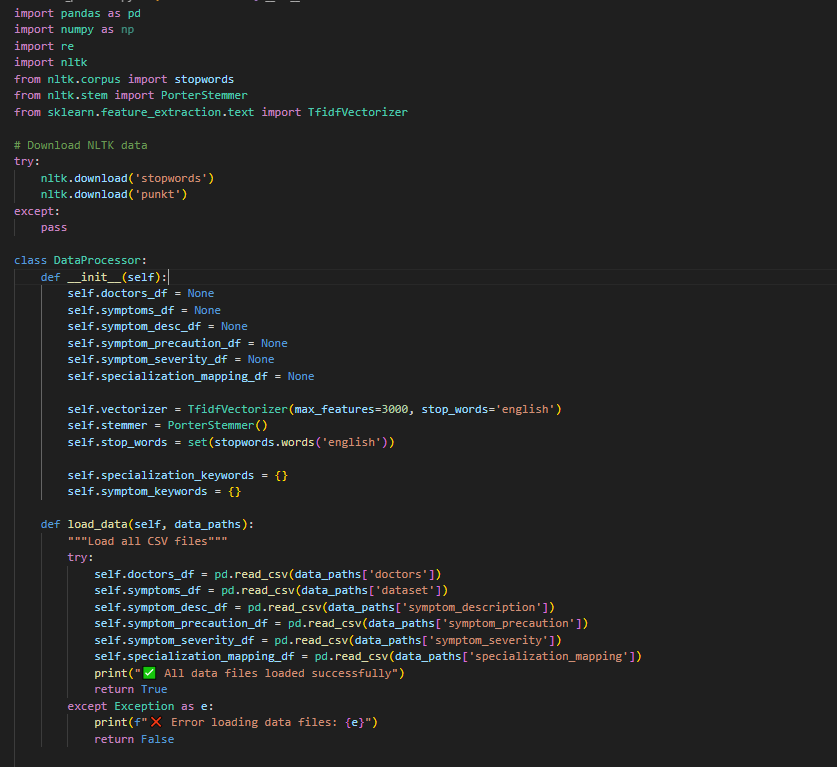 import pandas as pd
import numpy as np
import re
import nltk
from nltk.corpus import stopwords
from nltk.stem import PorterStemmer
from sklearn.feature_extraction.text import TfidfVectorizer

# Download NLTK data
try:
    nltk.download('stopwords')
    nltk.download('punkt')
except:
    pass

class DataProcessor:
    def __init__(self):
        self.doctors_df = None
        self.symptoms_df = None
        self.symptom_desc_df = None
        self.symptom_precaution_df = None
        self.symptom_severity_df = None
        self.specialization_mapping_df = None

        self.vectorizer = TfidfVectorizer(max_features=3000, stop_words='english')
        self.stemmer = PorterStemmer()
        self.stop_words = set(stopwords.words('english'))

        self.specialization_keywords = {}
        self.symptom_keywords = {}

    def load_data(self, data_paths):
        """Load all CSV files"""
        try:
            self.doctors_df = pd.read_csv(data_paths['doctors'])
            self.symptoms_df = pd.read_csv(data_paths['dataset'])
            self.symptom_desc_df = pd.read_csv(data_paths['symptom_description'])
            self.symptom_precaution_df = pd.read_csv(data_paths['symptom_precaution'])
            self.symptom_severity_df = pd.read_csv(data_paths['symptom_severity'])
            self.specialization_mapping_df = pd.read_csv(data_paths['specialization_mapping'])
            print("✅ All data files loaded successfully")
            return True
        except Exception as e:
            print(f"❌ Error loading data files: {e}")
            return False